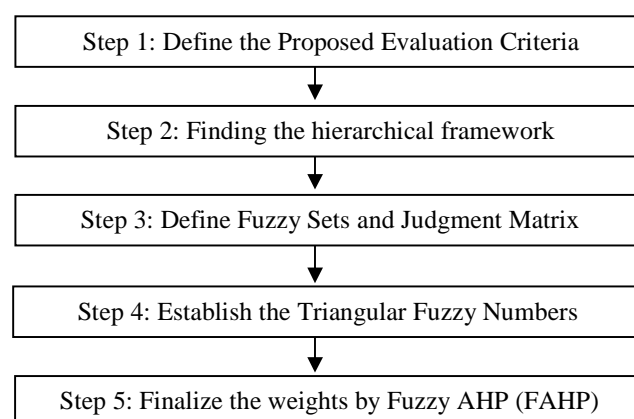 Step 1: Define the Proposed Evaluation Criteria
Step 2: Finding the hierarchical framework
Step 3: Define Fuzzy Sets and Judgment Matrix
Step 4: Establish the Triangular Fuzzy Numbers
Step 5: Finalize the weights by Fuzzy AHP (FAHP)